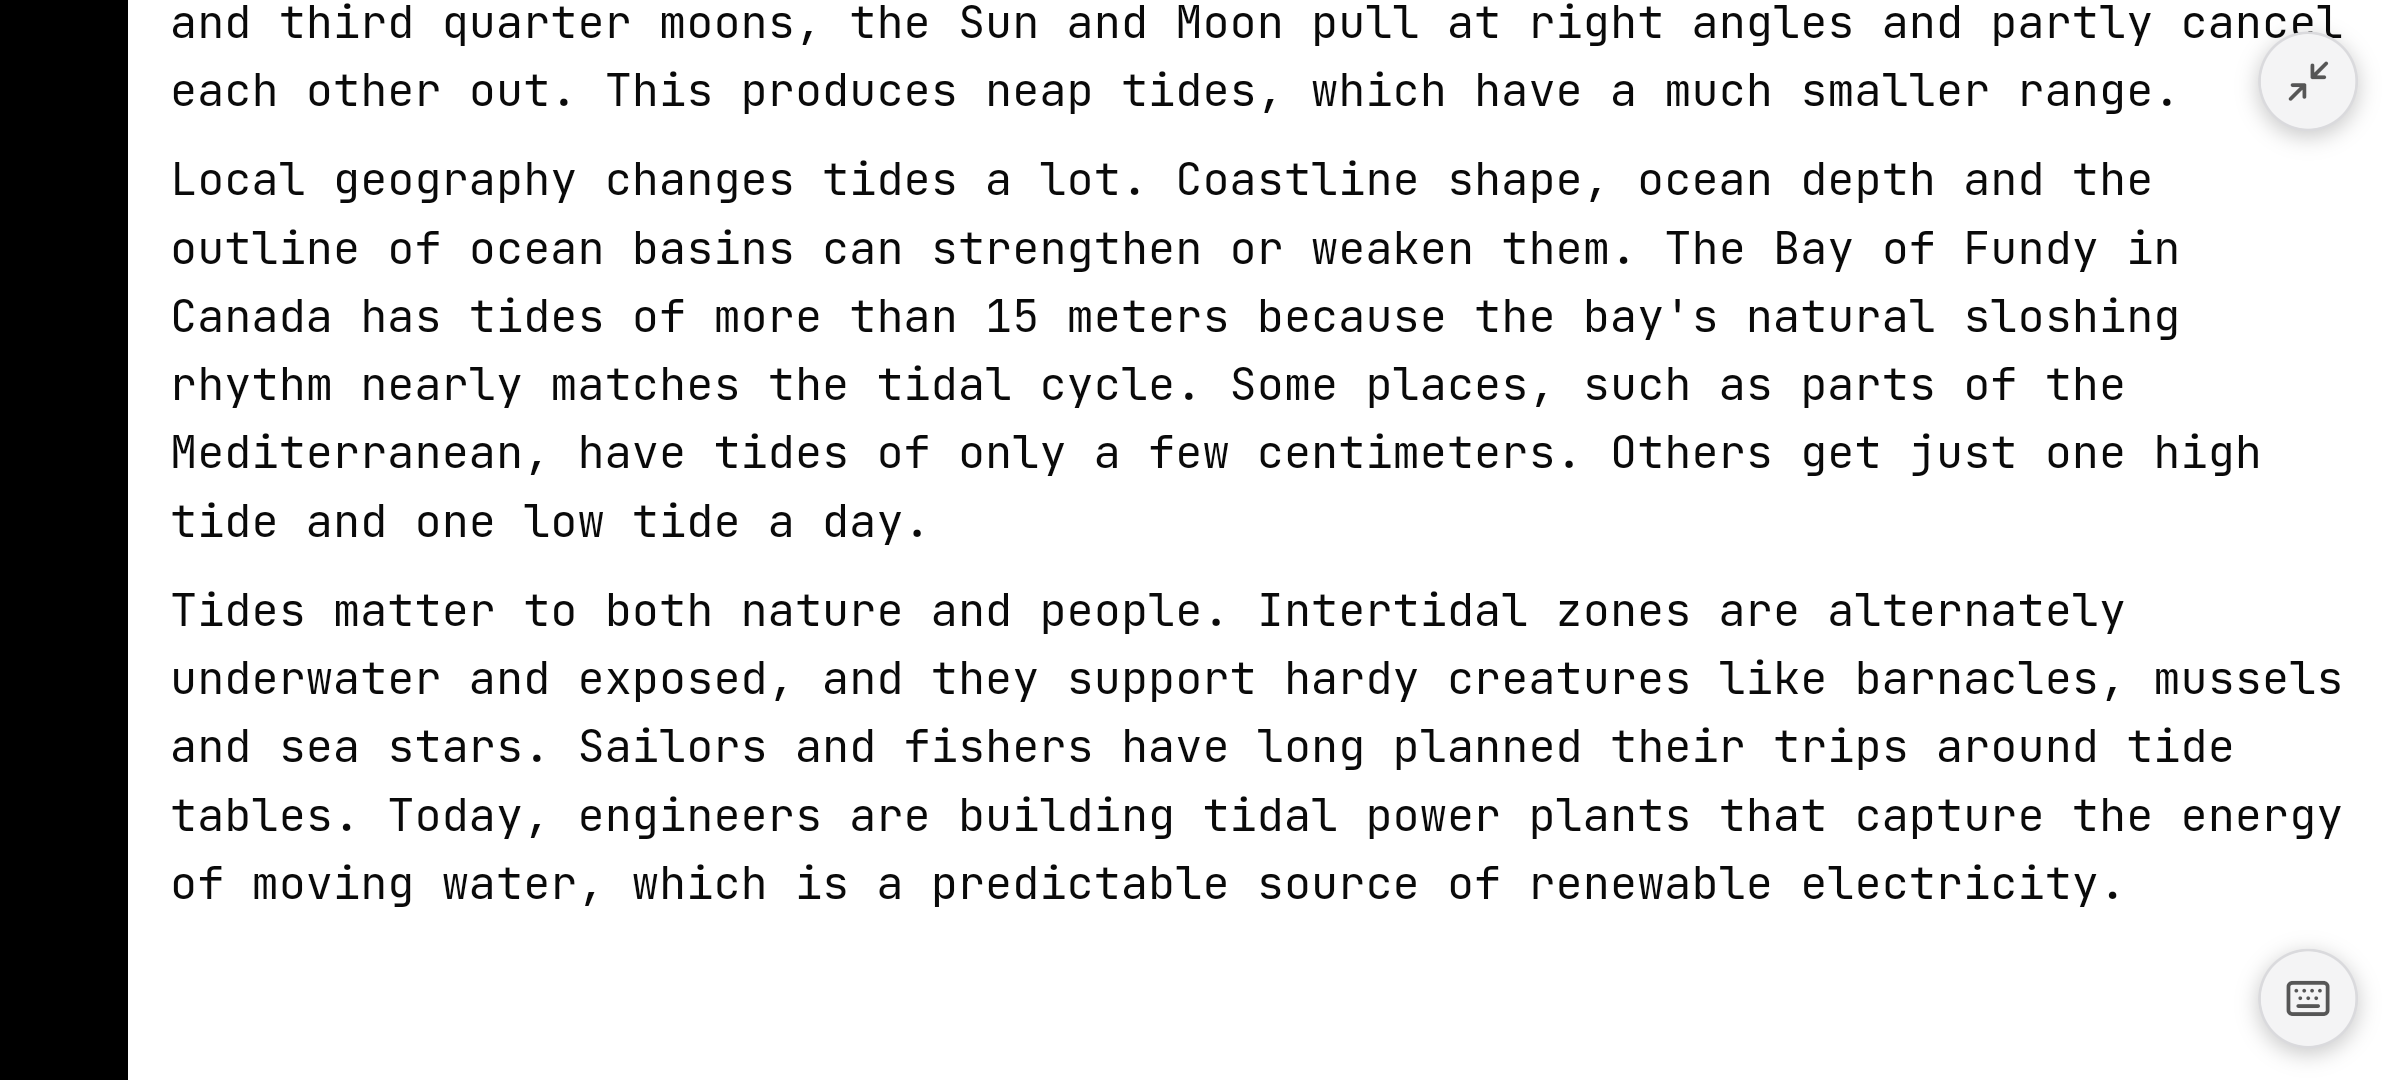 and third quarter moons, the Sun and Moon pull at right angles and partly cancel
each other out. This produces neap tides, which have a much smaller range.
Local geography changes tides a lot. Coastline shape, ocean depth and the
outline of ocean basins can strengthen or weaken them. The Bay of Fundy in
Canada has tides of more than 15 meters because the bay's natural sloshing
rhythm nearly matches the tidal cycle. Some places, such as parts of the
Mediterranean, have tides of only a few centimeters. Others get just one high
tide and one low tide a day.
Tides matter to both nature and people. Intertidal zones are alternately
underwater and exposed, and they support hardy creatures like barnacles, mussels
and sea stars. Sailors and fishers have long planned their trips around tide
tables. Today, engineers are building tidal power plants that capture the energy
of moving water, which is a predictable source of renewable electricity.